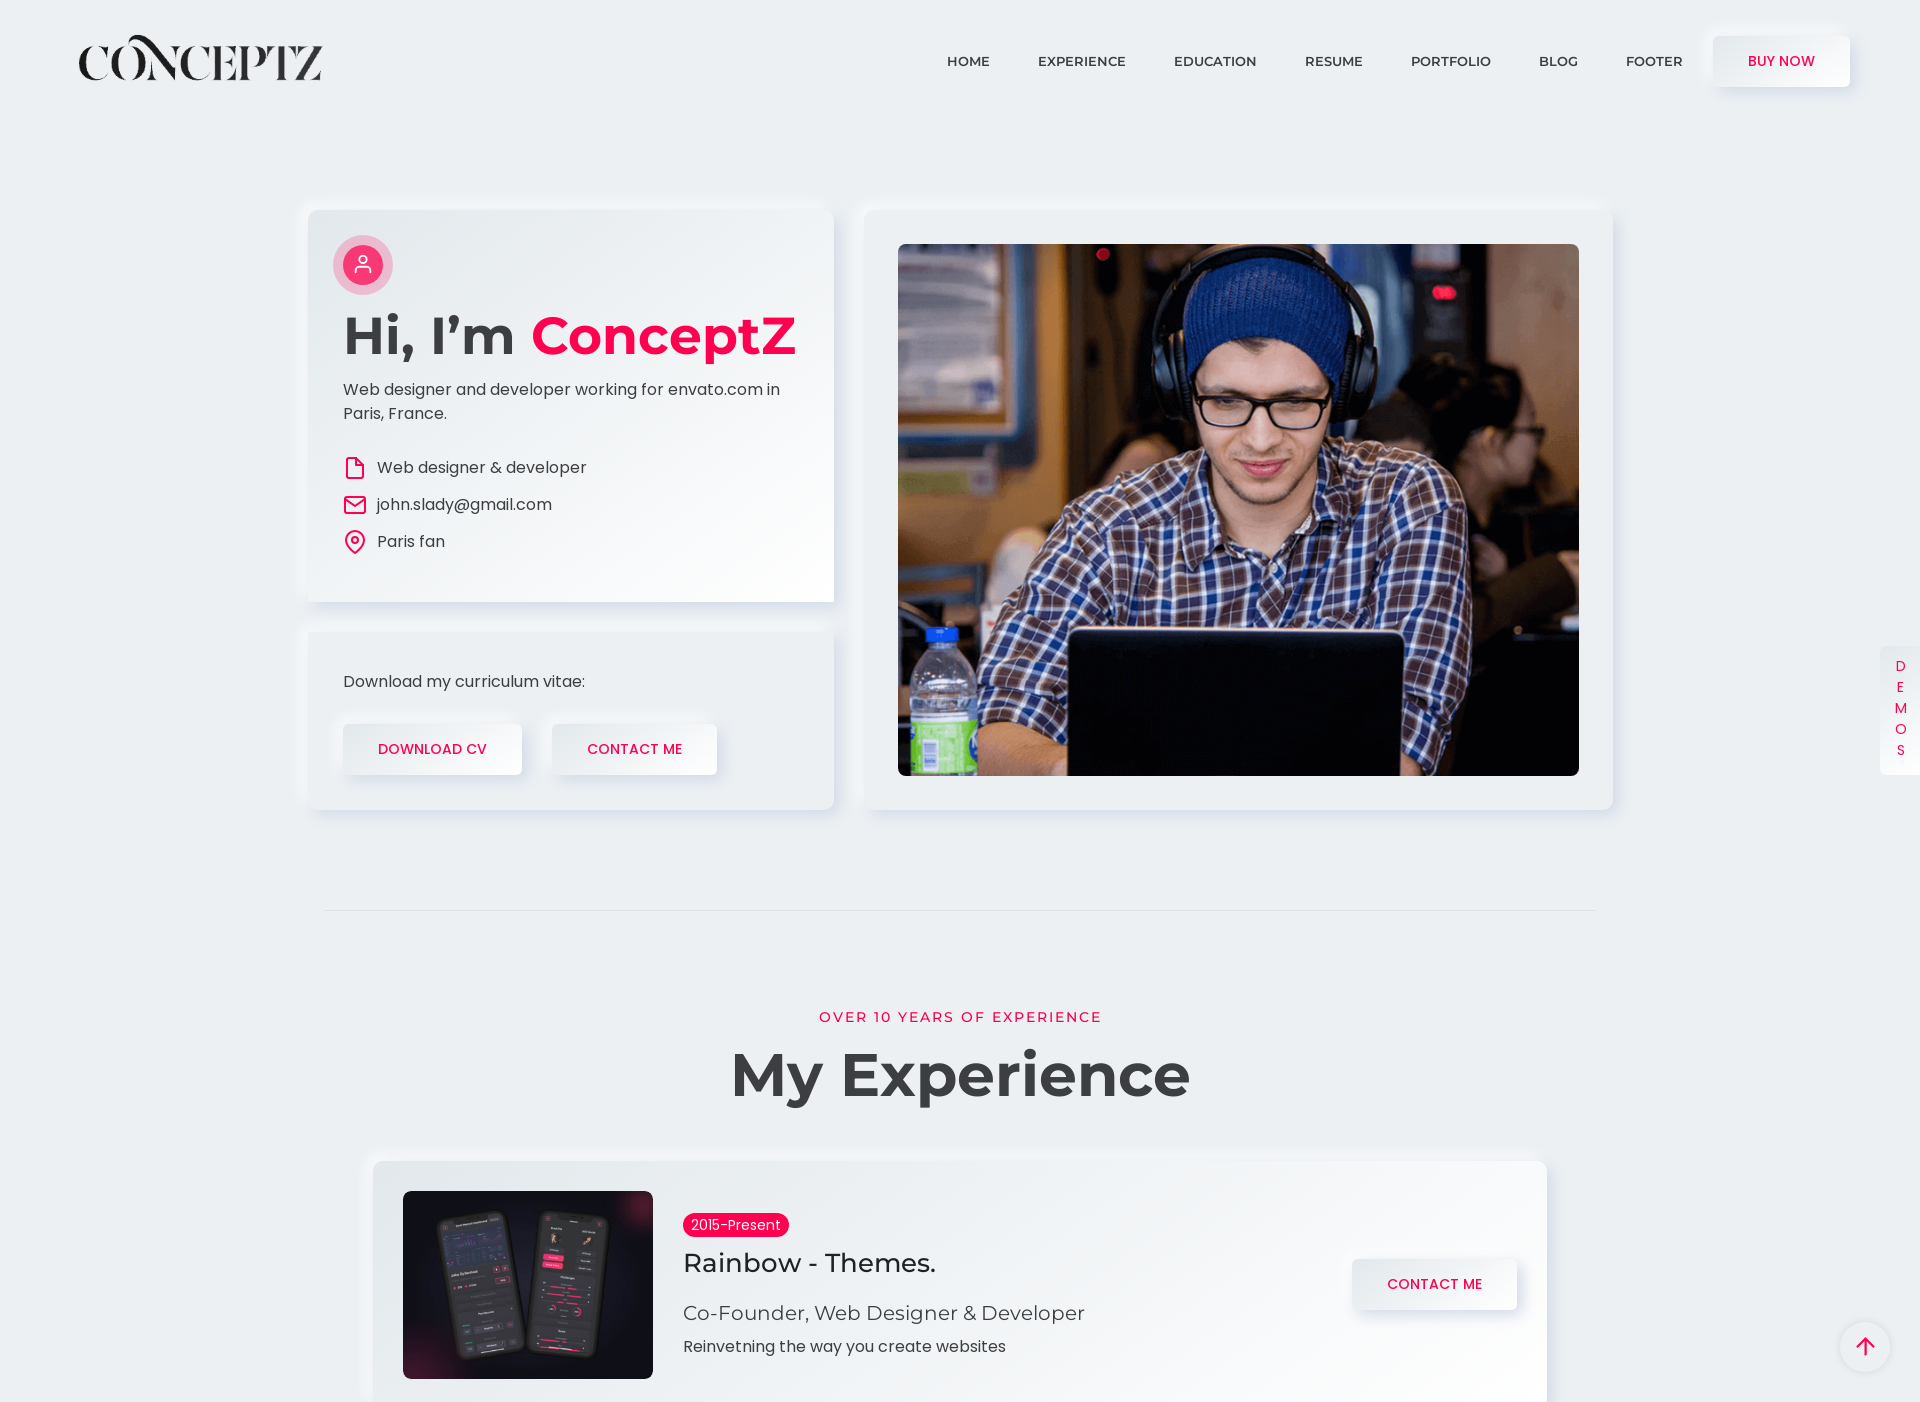 CONCEPTZ
HOME
EXPERIENCE
EDUCATION
RESUME
PORTFOLIO
BLOG
FOOTER
BUY NOW
Hi, I’m ConceptZ
Web designer and developer working for envato.com in
Paris, France.
Web designer & developer
john.slady@gmail.com
Paris fan
Download my curriculum vitae:
DOWNLOAD CV
CONTACT ME
DEMOS
OVER 10 YEARS OF EXPERIENCE
My Experience
2015-Present
Rainbow - Themes.
Co-Founder, Web Designer & Developer
Reinvetning the way you create websites
CONTACT ME